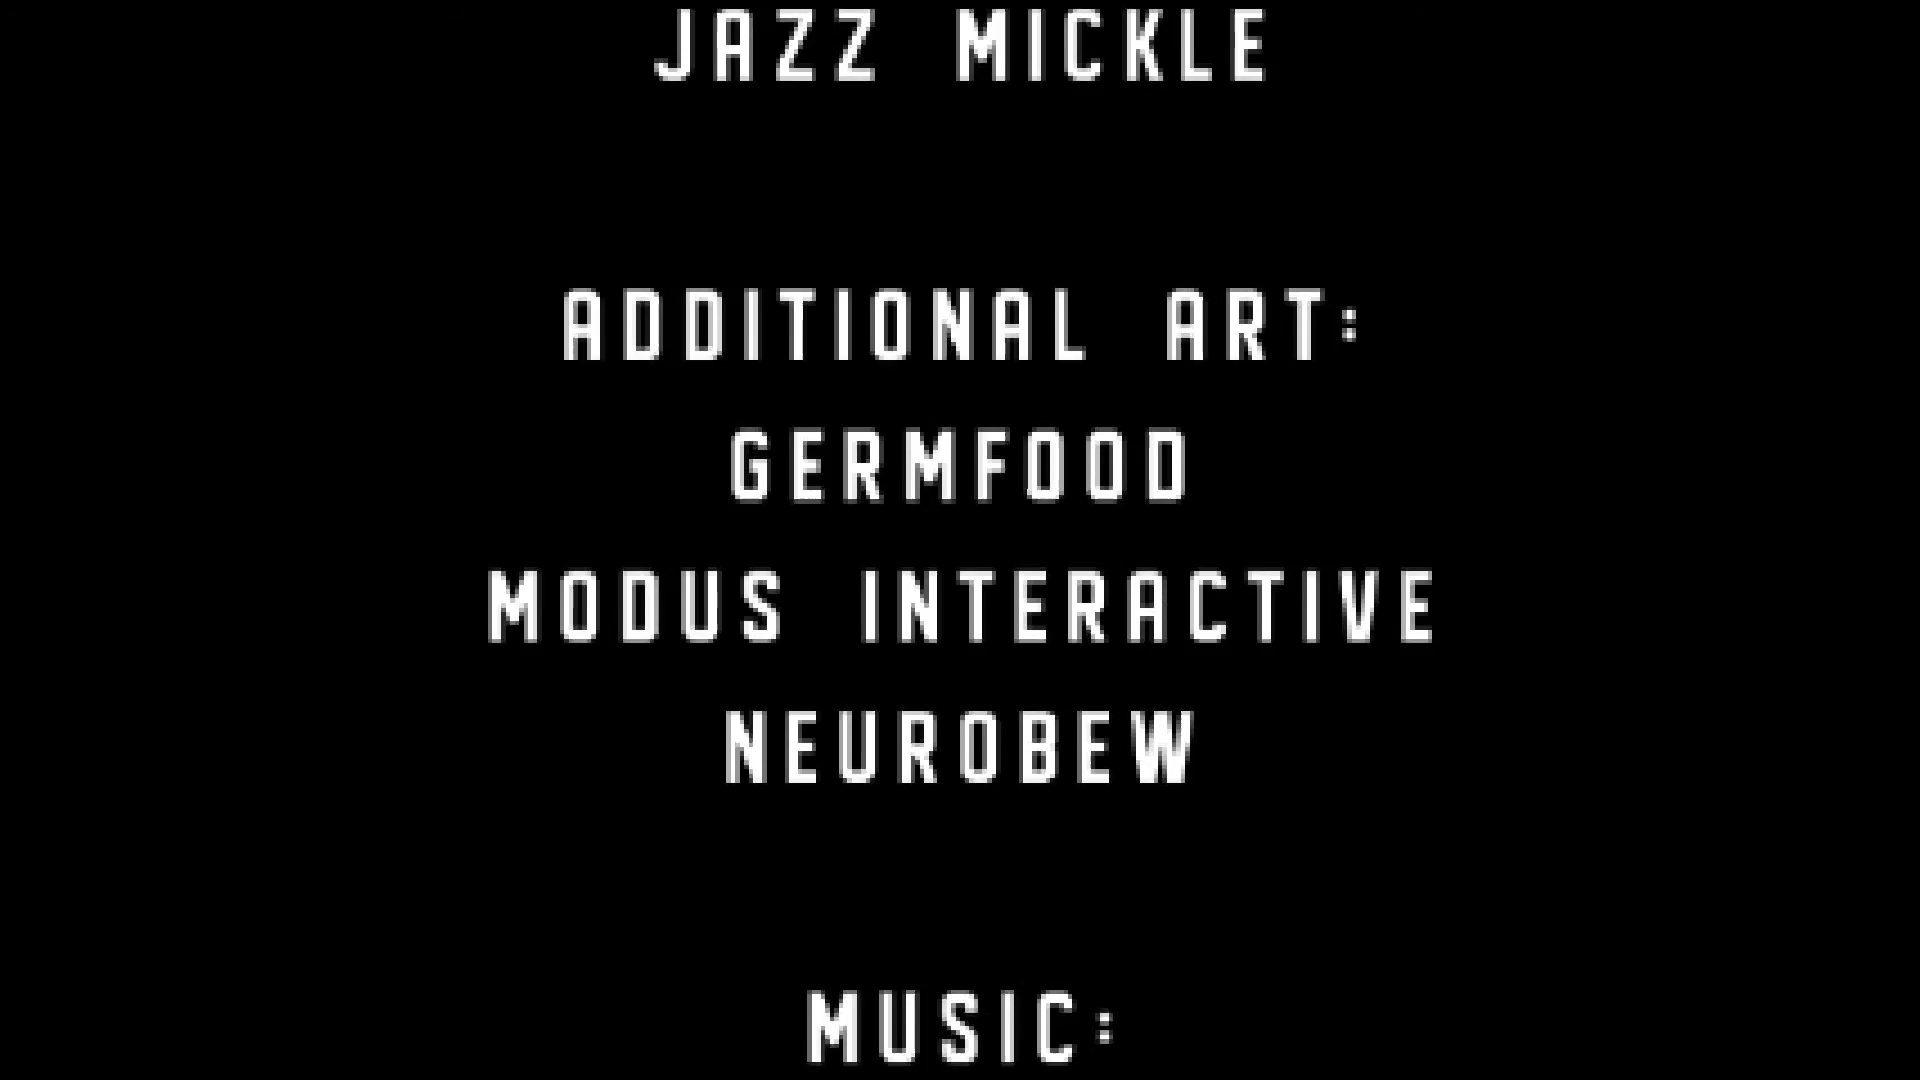 JAZZ MICKLE
ADDITIONAL ART:
GERMFOOD
MODUS INTERACTIVE
NEUROBEW
MUSIC: